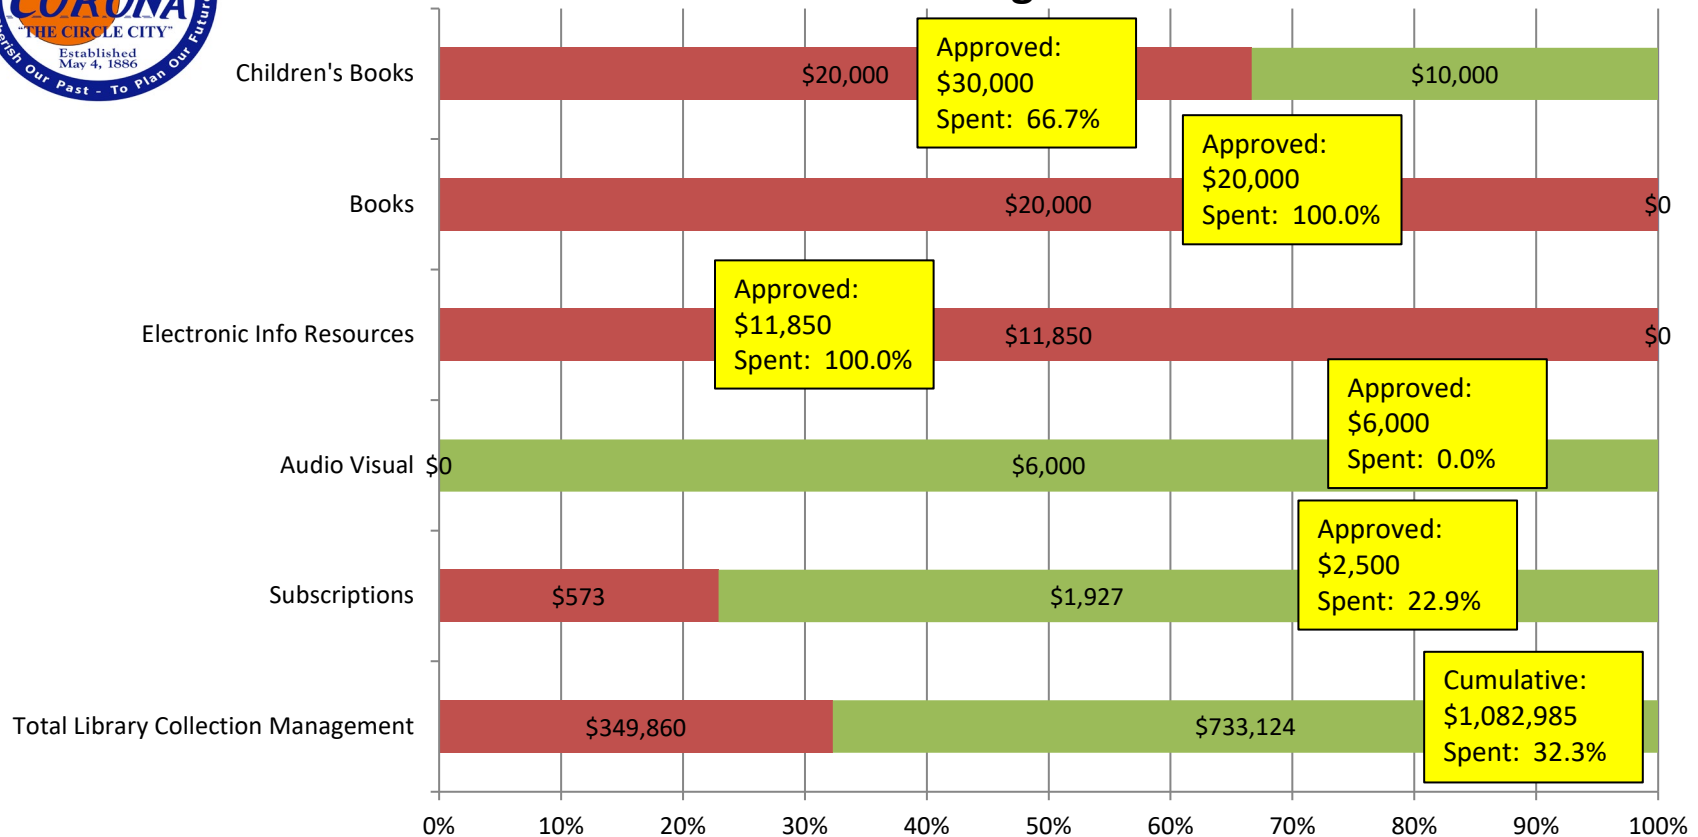 CORONA
"THE CIRCLE CITY"
Established
May 4, 1886
Cherish Our Past - To Plan Our Future
Children's Books
$20,000
Approved:
$30,000
Spent: 66.7%
$10,000
Books
$20,000
Approved:
$20,000
Spent: 100.0%
$0
Electronic Info Resources
Approved:
$11,850
Spent: 100.0%
$11,850
$0
Audio Visual
$0
$6,000
Approved:
$6,000
Spent: 0.0%
Subscriptions
$573
$1,927
Approved:
$2,500
Spent: 22.9%
Total Library Collection Management
$349,860
$733,124
Cumulative:
$1,082,985
Spent: 32.3%
0% 10% 20% 30% 40% 50% 60% 70% 80% 90% 100%